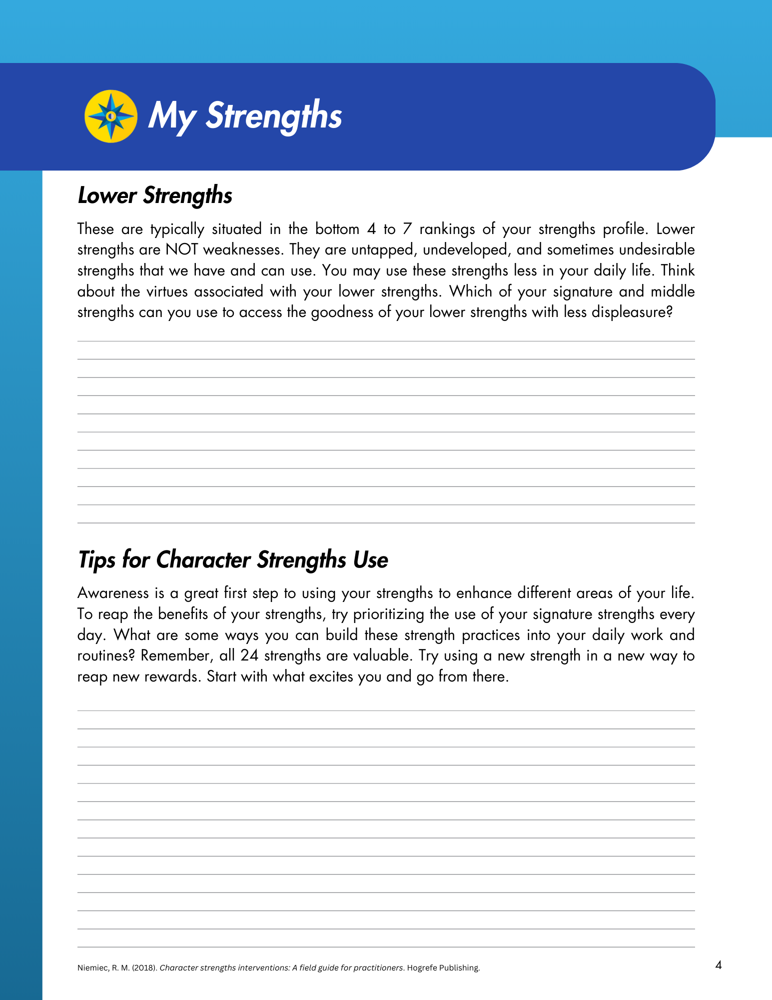 My Strengths
Lower Strengths
These are typically situated in the bottom 4 to 7 rankings of your strengths profile. Lower
strengths are NOT weaknesses. They are untapped, undeveloped, and sometimes undesirable
strengths that we have and can use. You may use these strengths less in your daily life. Think
about the virtues associated with your lower strengths. Which of your signature and middle
strengths can you use to access the goodness of your lower strengths with less displeasure?
Tips for Character Strengths Use
Awareness is a great first step to using your strengths to enhance different areas of your life.
To reap the benefits of your strengths, try prioritizing the use of your signature strengths every
day. What are some ways you can build these strength practices into your daily work and
routines? Remember, all 24 strengths are valuable. Try using a new strength in a new way to
reap new rewards. Start with what excites you and go from there.
Niemiec, R. M. (2018). Character strengths interventions: A field guide for practitioners. Hogrefe Publishing.
4